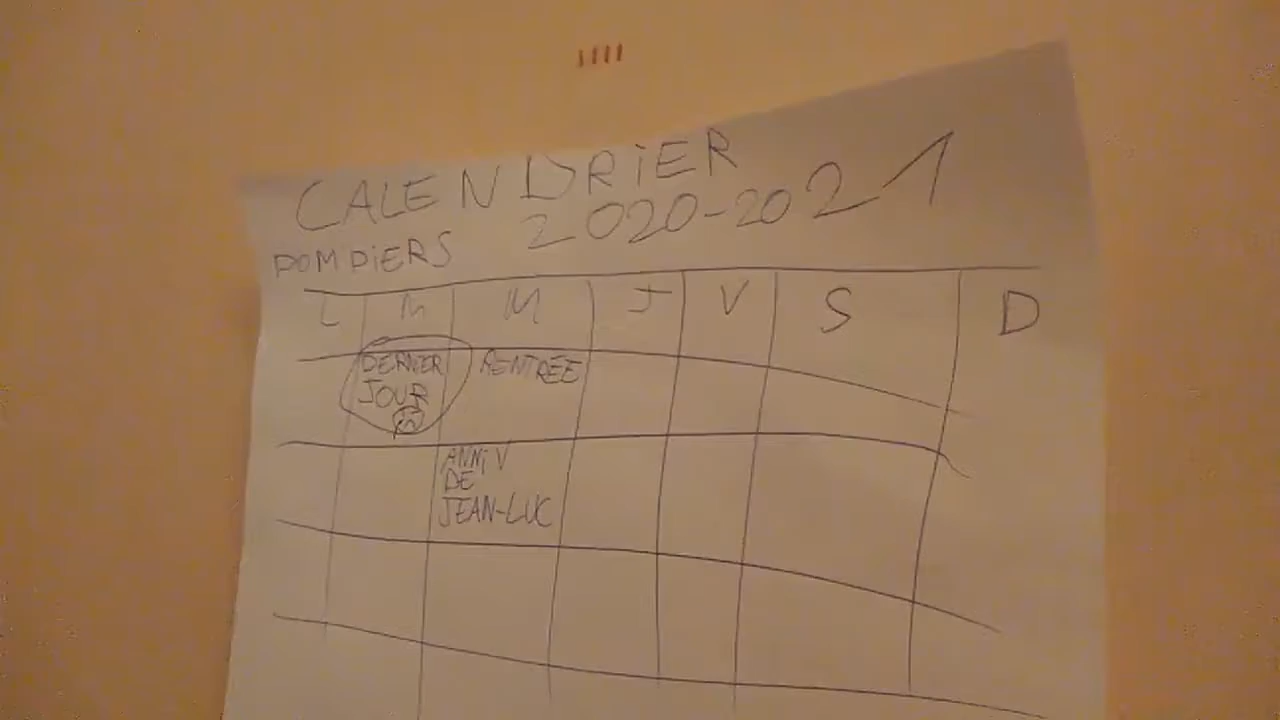 CALENDRIER
POMPIERS 2020-2021
L M M J V S D
DERNIER JOUR
RENTRÉE
ANNIV
DE
JEAN-LUC